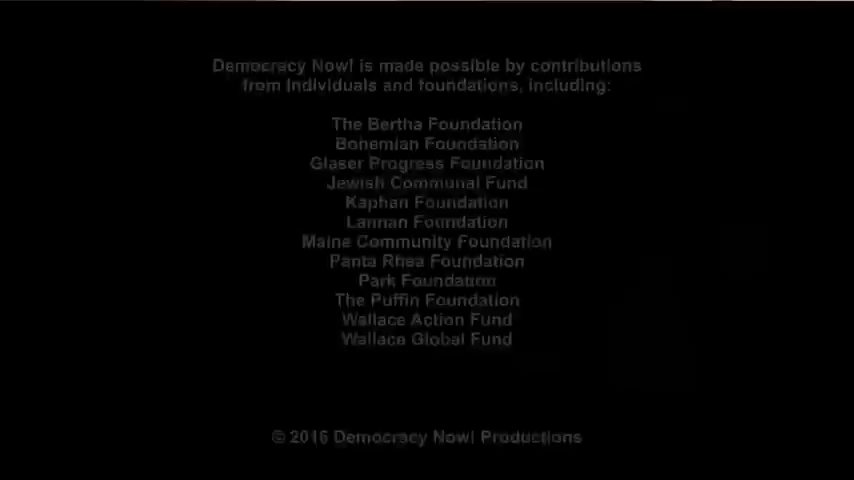 Democracy Now! is made possible by contributions
from individuals and foundations, including:
The Bertha Foundation
Bohemian Foundation
Glaser Progress Foundation
Jewish Communal Fund
Kaphan Foundation
Lannan Foundation
Maine Community Foundation
Panta Rhea Foundation
Park Foundation
The Puffin Foundation
Wallace Action Fund
Wallace Global Fund
© 2016 Democracy Now! Productions